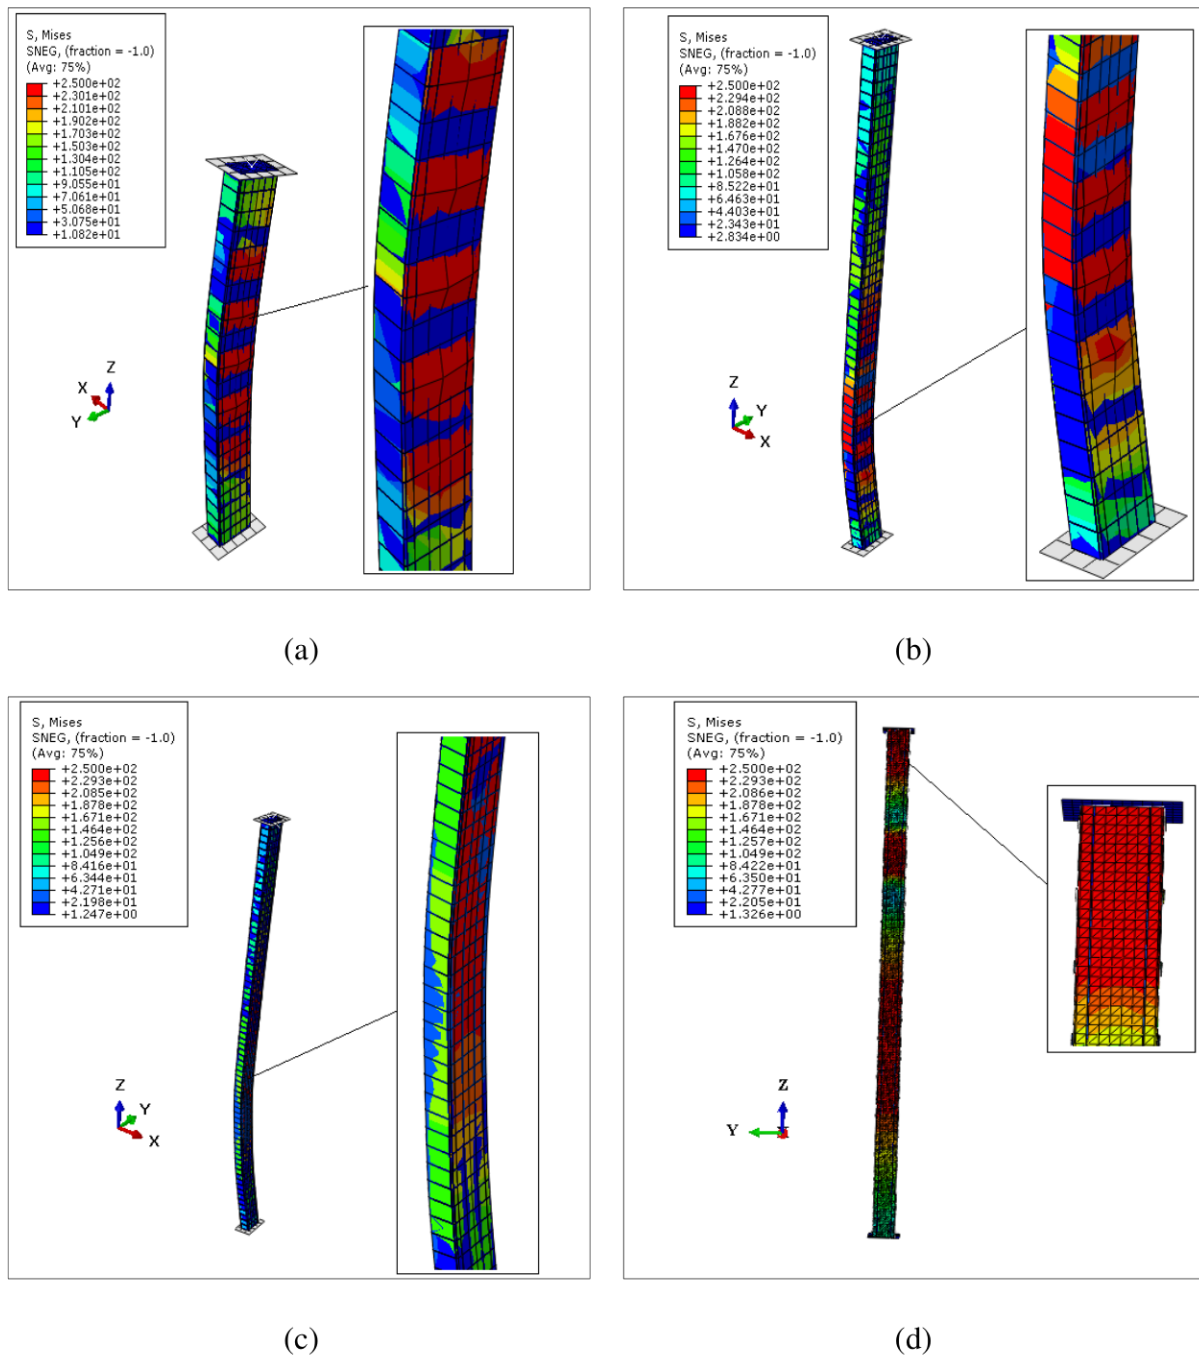 S, Mises
SNEG, (fraction = -1.0)
(Avg: 75%)
+2.500e+02
+2.301e+02
+2.101e+02
+1.902e+02
+1.703e+02
+1.503e+02
+1.304e+02
+1.105e+02
+9.055e+01
+7.061e+01
+5.068e+01
+3.075e+01
+1.082e+01
Z
X
Y
(a)
S, Mises
SNEG, (fraction = -1.0)
(Avg: 75%)
+2.500e+02
+2.294e+02
+2.088e+02
+1.882e+02
+1.676e+02
+1.470e+02
+1.264e+02
+1.058e+02
+8.522e+01
+6.463e+01
+4.403e+01
+2.343e+01
+2.834e+00
Z
Y
X
(b)
S, Mises
SNEG, (fraction = -1.0)
(Avg: 75%)
+2.500e+02
+2.293e+02
+2.085e+02
+1.878e+02
+1.671e+02
+1.464e+02
+1.256e+02
+1.049e+02
+8.416e+01
+6.344e+01
+4.271e+01
+2.198e+01
+1.247e+00
Z
Y
X
(c)
S, Mises
SNEG, (fraction = -1.0)
(Avg: 75%)
+2.500e+02
+2.293e+02
+2.086e+02
+1.878e+02
+1.671e+02
+1.464e+02
+1.257e+02
+1.049e+02
+8.422e+01
+6.350e+01
+4.277e+01
+2.205e+01
+1.326e+00
Z
Y
(d)